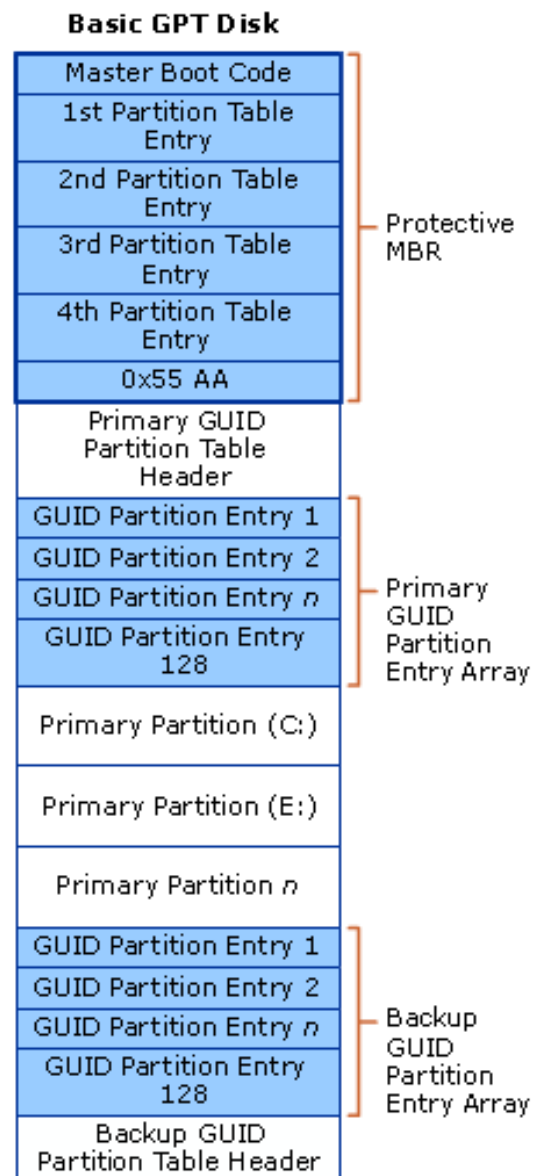 Basic GPT Disk
Master Boot Code
1st Partition Table
Entry
2nd Partition Table
Entry
3rd Partition Table
Entry
4th Partition Table
Entry
0x55 AA
Protective
MBR
Primary GUID
Partition Table
Header
GUID Partition Entry 1
GUID Partition Entry 2
GUID Partition Entry n
GUID Partition Entry
128
Primary
GUID
Partition
Entry Array
Primary Partition (C:)
Primary Partition (E:)
Primary Partition n
GUID Partition Entry 1
GUID Partition Entry 2
GUID Partition Entry n
GUID Partition Entry
128
Backup
GUID
Partition
Entry Array
Backup GUID
Partition Table Header